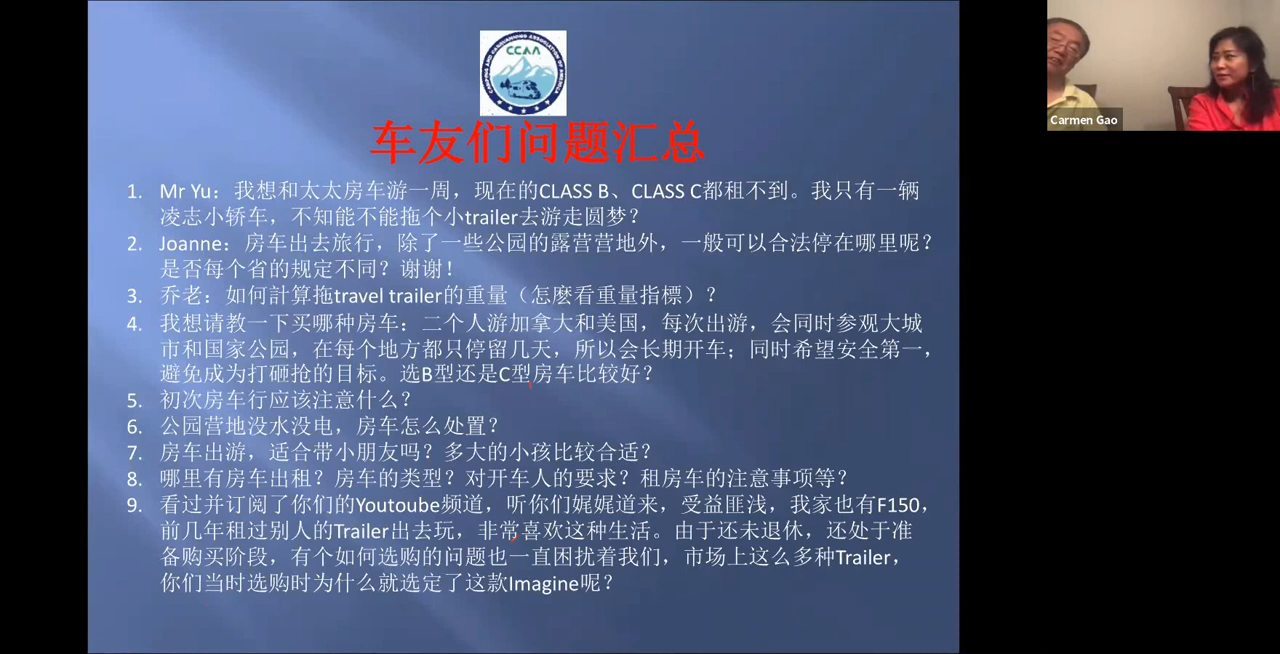 CCAA
CAMPING AND CARAVANNING ASSOCIATION OF AMERICA
车友们问题汇总
1. Mr Yu：我想和太太房车游一周，现在的CLASS B、CLASS C都租不到。我只有一辆
凌志小轿车，不知能不能拖个小trailer去游走圆梦？
2. Joanne：房车出去旅行，除了一些公园的露营营地外，一般可以合法停在哪里呢？
是否每个省的规定不同？谢谢！
3. 乔老：如何計算拖travel trailer的重量（怎麽看重量指標）？
4. 我想请教一下买哪种房车：二个人游加拿大和美国，每次出游，会同时参观大城
市和国家公园，在每个地方都只停留几天，所以会长期开车；同时希望安全第一，
避免成为打砸抢的目标。选B型还是C型房车比较好？
5. 初次房车行应该注意什么？
6. 公园营地没水没电，房车怎么处置？
7. 房车出游，适合带小朋友吗？多大的小孩比较合适？
8. 哪里有房车出租？房车的类型？对开车人的要求？租房车的注意事项等？
9. 看过并订阅了你们的Youtoube频道，听你们娓娓道来，受益匪浅，我家也有F150，
前几年租过别人的Trailer出去玩，非常喜欢这种生活。由于还未退休，还处于准
备购买阶段，有个如何选购的问题也一直困扰着我们，市场上这么多种Trailer，
你们当时选购时为什么就选定了这款Imagine呢？
Carmen Gao